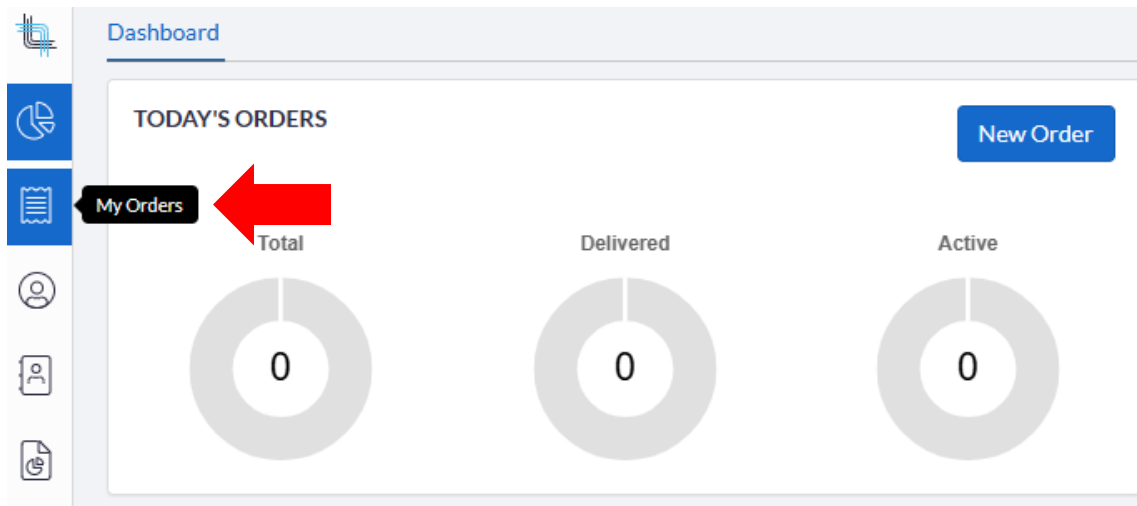 Dashboard
TODAY'S ORDERS
New Order
My Orders
Total
Delivered
Active
0
0
0